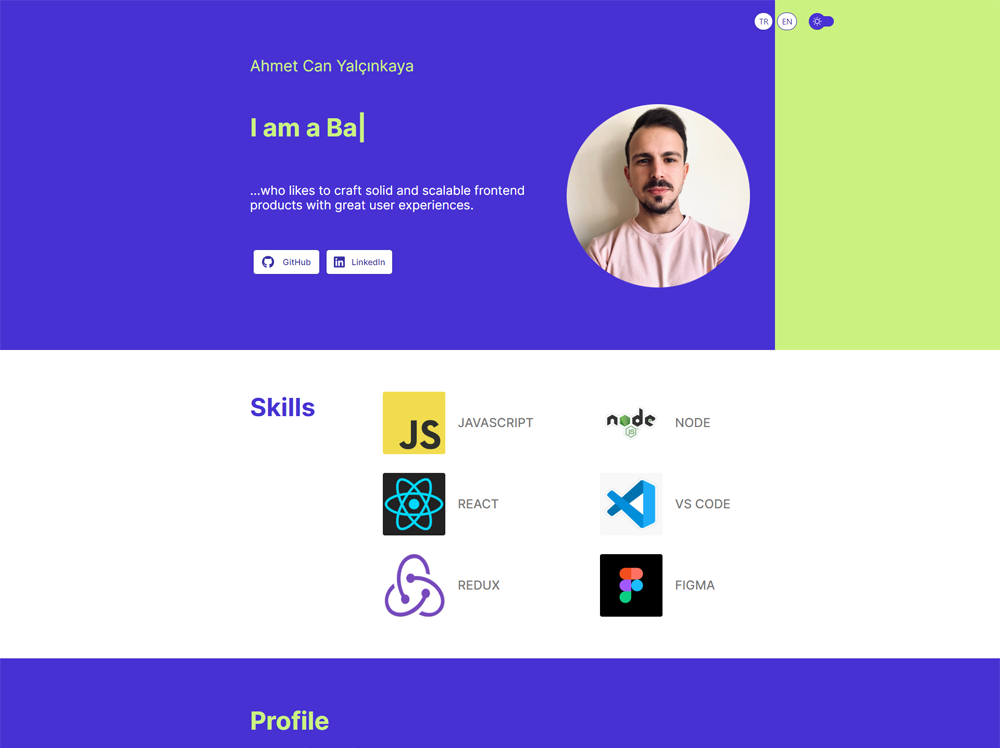 TR EN
Ahmet Can Yalçınkaya
I am a Ba|
...who likes to craft solid and scalable frontend
products with great user experiences.
GitHub LinkedIn
Skills
JS JAVASCRIPT
node JS NODE
REACT
VS CODE
REDUX
FIGMA
Profile